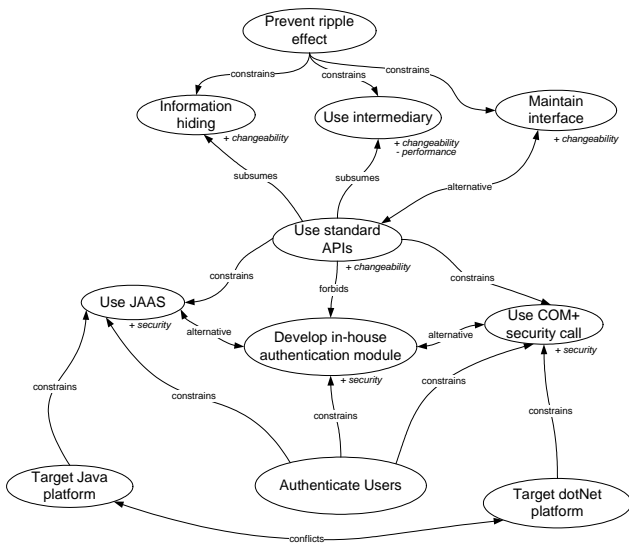 Prevent ripple
effect
constrains
constrains
constrains
Information
hiding
+ changeability
Use intermediary
+ changeability
- performance
Maintain
interface
+ changeability
subsumes
subsumes
alternative
Use standard
APIs
+ changeability
constrains
forbids
constrains
Use JAAS
+ security
alternative
Develop in-house
authentication module
+ security
alternative
Use COM+
security call
+ security
constrains
constrains
constrains
constrains
constrains
Target Java
platform
Authenticate Users
Target dotNet
platform
conflicts